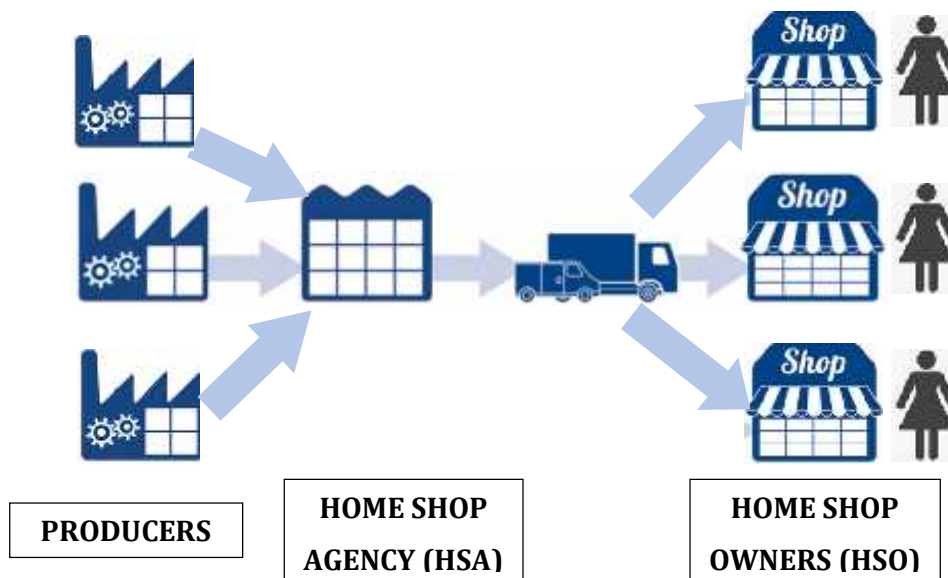 Shop
Shop
Shop
PRODUCERS
HOME SHOP
AGENCY (HSA)
HOME SHOP
OWNERS (HSO)